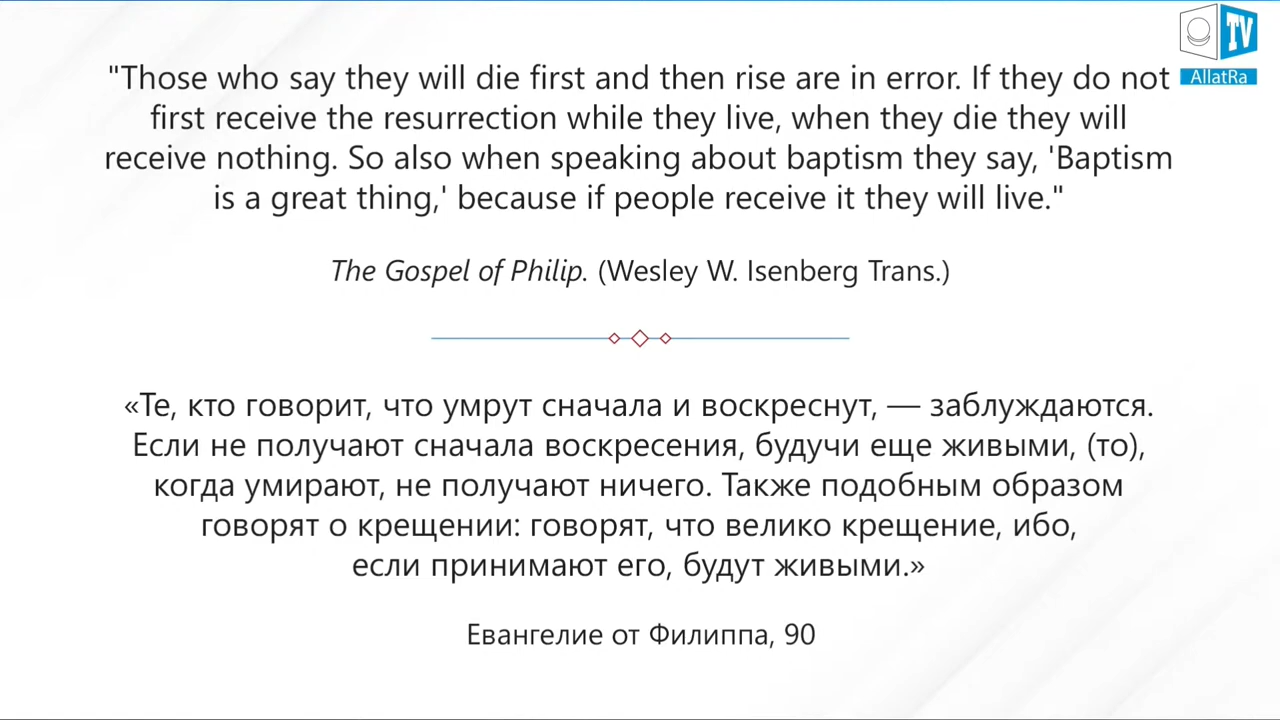 TV
AllatRa
"Those who say they will die first and then rise are in error. If they do not
first receive the resurrection while they live, when they die they will
receive nothing. So also when speaking about baptism they say, 'Baptism
is a great thing,' because if people receive it they will live."
The Gospel of Philip. (Wesley W. Isenberg Trans.)
«Те, кто говорит, что умрут сначала и воскреснут, — заблуждаются.
Если не получают сначала воскресения, будучи еще живыми, (то),
когда умирают, не получают ничего. Также подобным образом
говорят о крещении: говорят, что велико крещение, ибо,
если принимают его, будут живыми.»
Евангелие от Филиппа, 90